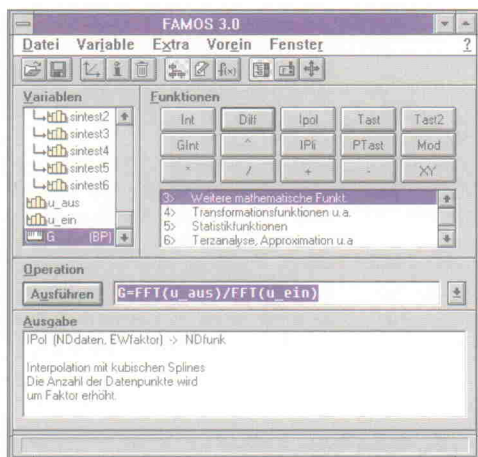 FAMOS 3.0
Datei Variable Extra Vorein Fenster ?
Variablen
sintest2
sintest3
sintest4
sintest5
sintest6
u_aus
u_ein
G (BP)
Funktionen
Int Diff Ipol Tast Tast2
GInt ^ IPli PTast Mod
* / + - XY
3> Weitere mathematische Funkt.
4> Transformationsfunktionen u.a.
5> Statistikfunktionen
6> Terzanalyse, Approximation u.a
Operation
Ausführen G=FFT(u_aus)/FFT(u_ein)
Ausgabe
IPol (NDdaten, EWfaktor) -> NDfunk
Interpolation mit kubischen Splines
Die Anzahl der Datenpunkte wird
um Faktor erhöht.